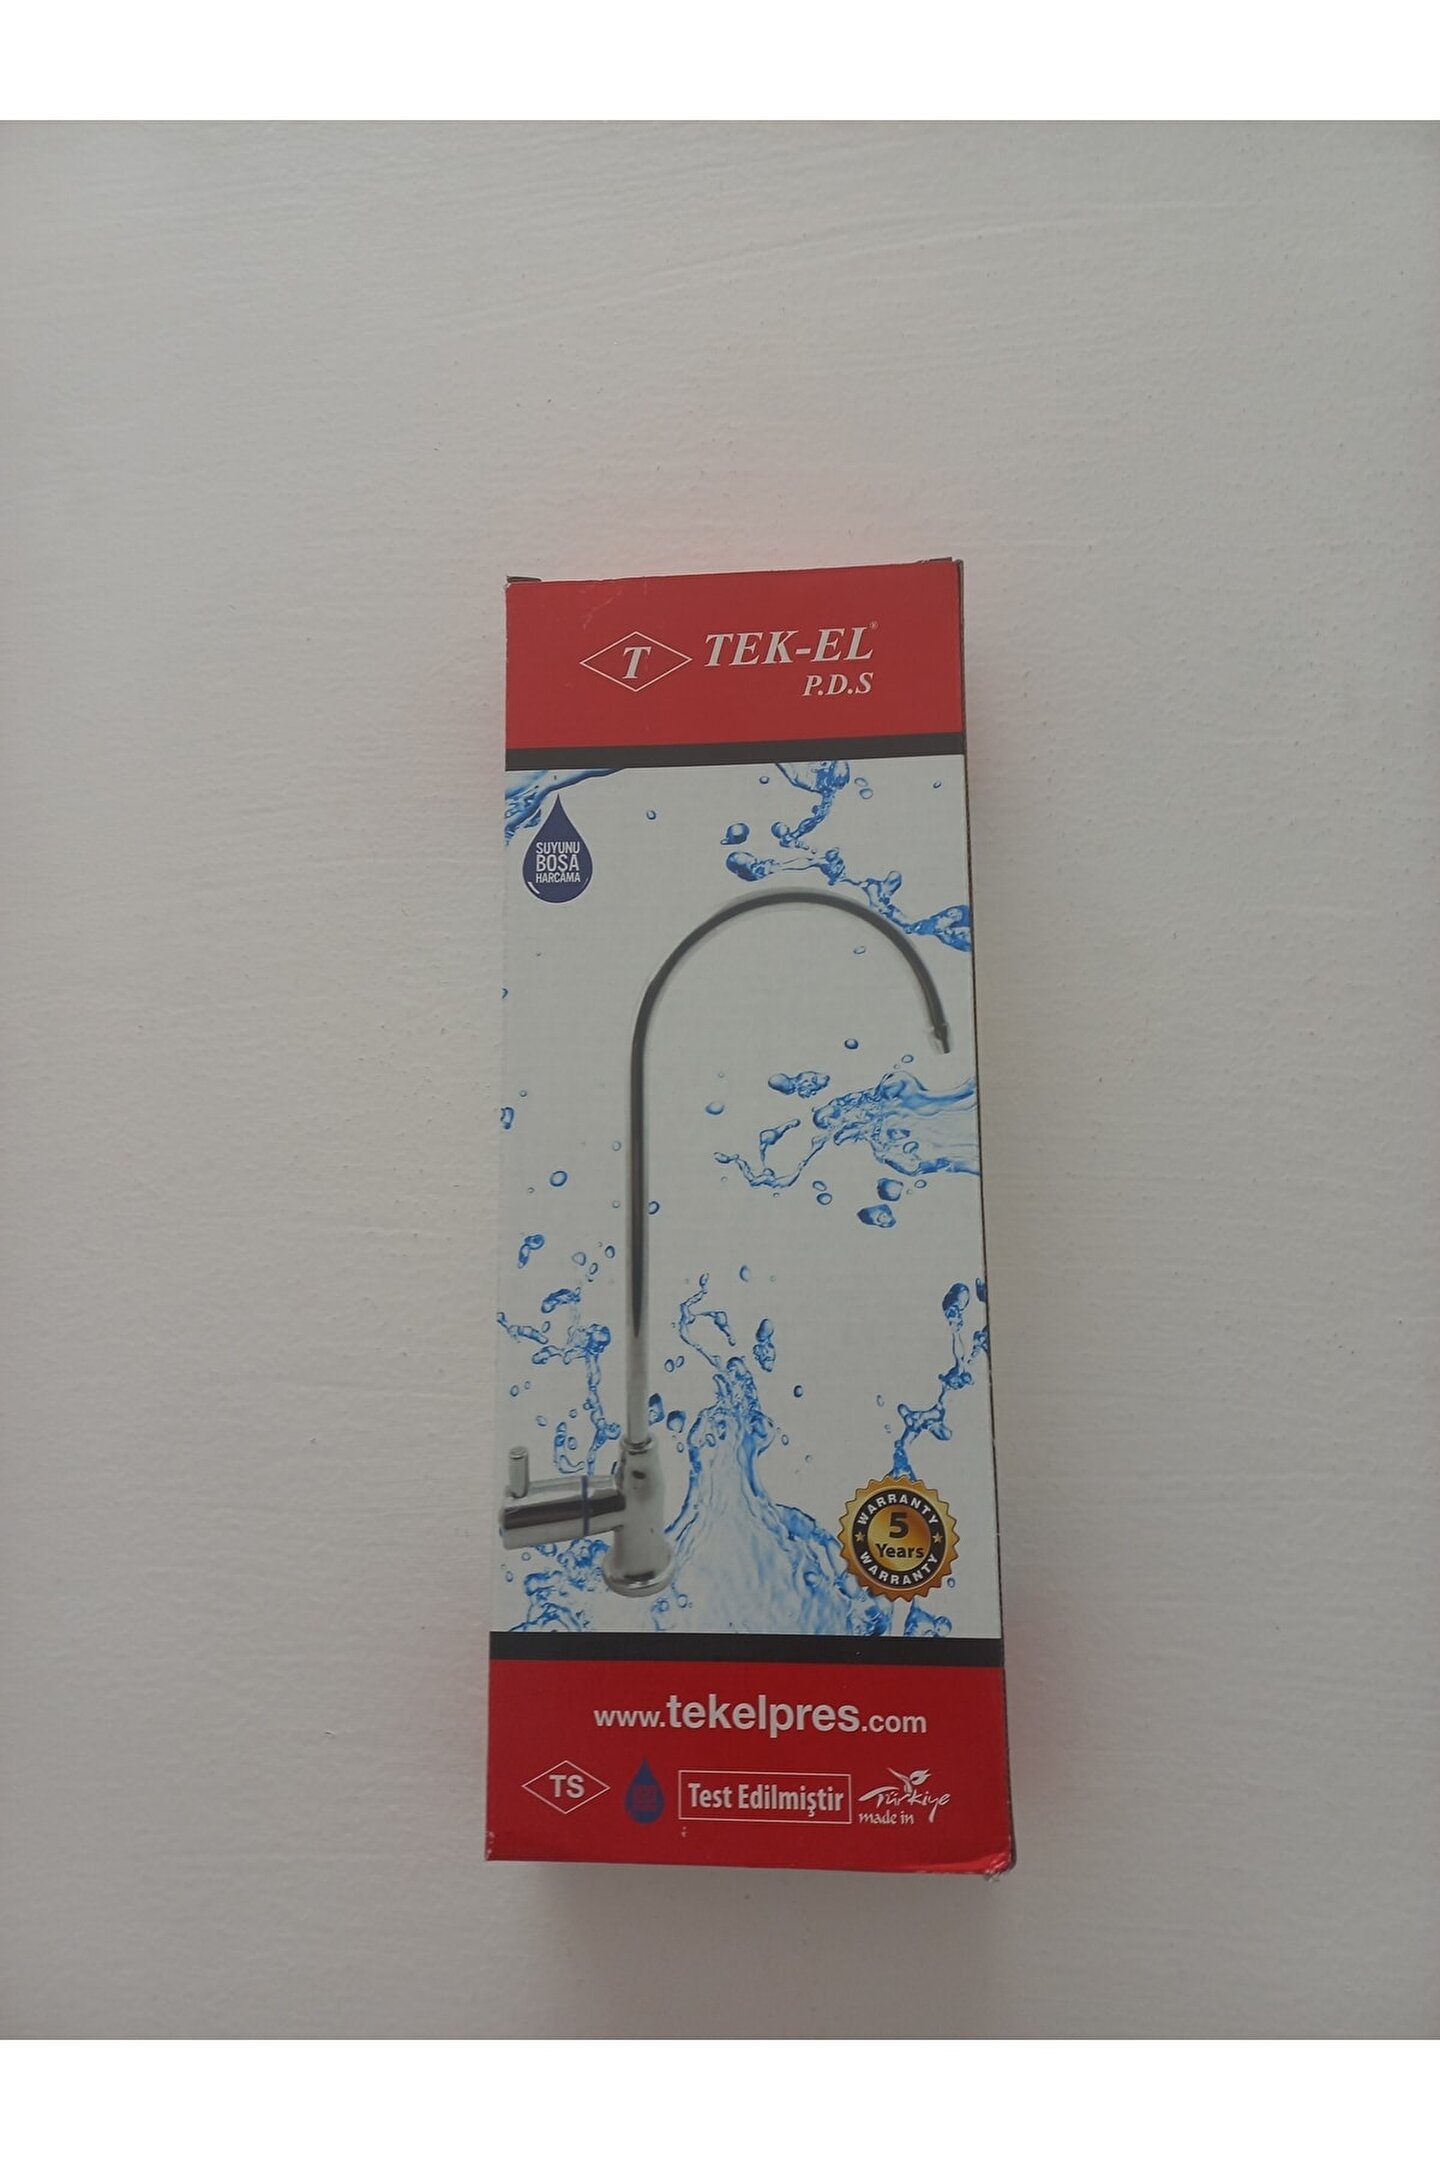 T TEK-EL®
P.D.S
SUYUNU
BOŞA
HARCAMA
WARRANTY
5
Years
WARRANTY
www.tekelpres.com
TS
Test Edilmiştir
Türkiye
made in